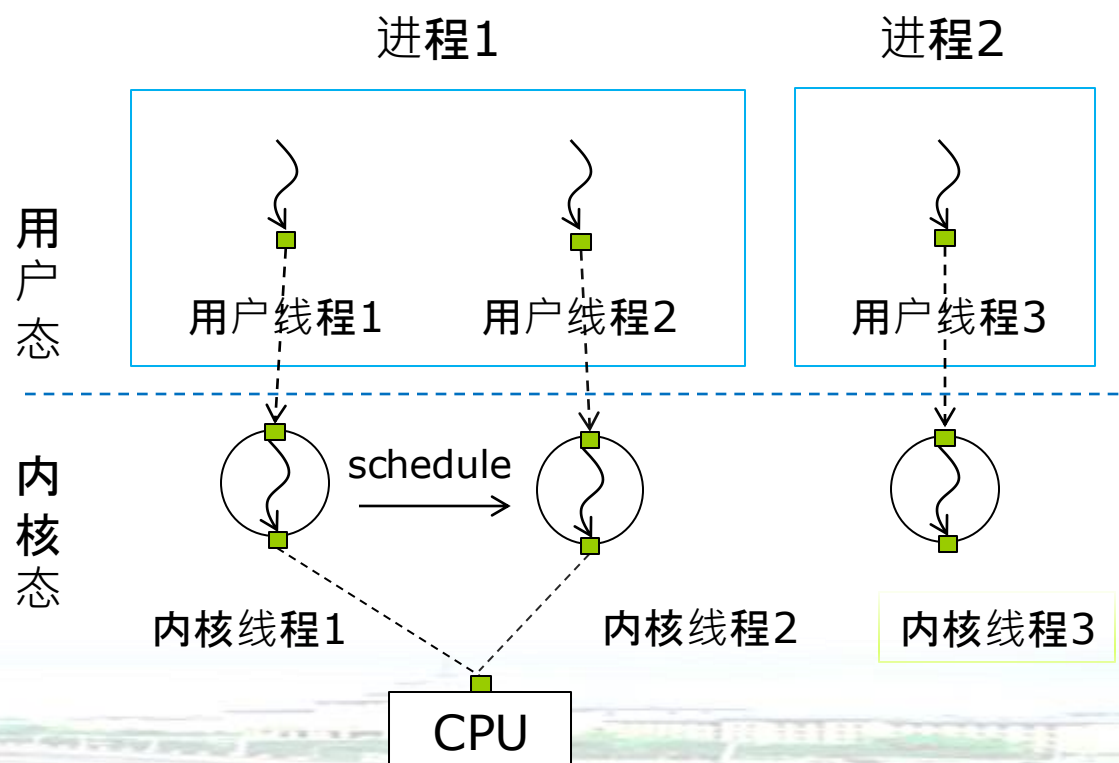 进程1
进程2
用户态
用户线程1
用户线程2
用户线程3
内核态
schedule
内核线程1
内核线程2
内核线程3
CPU